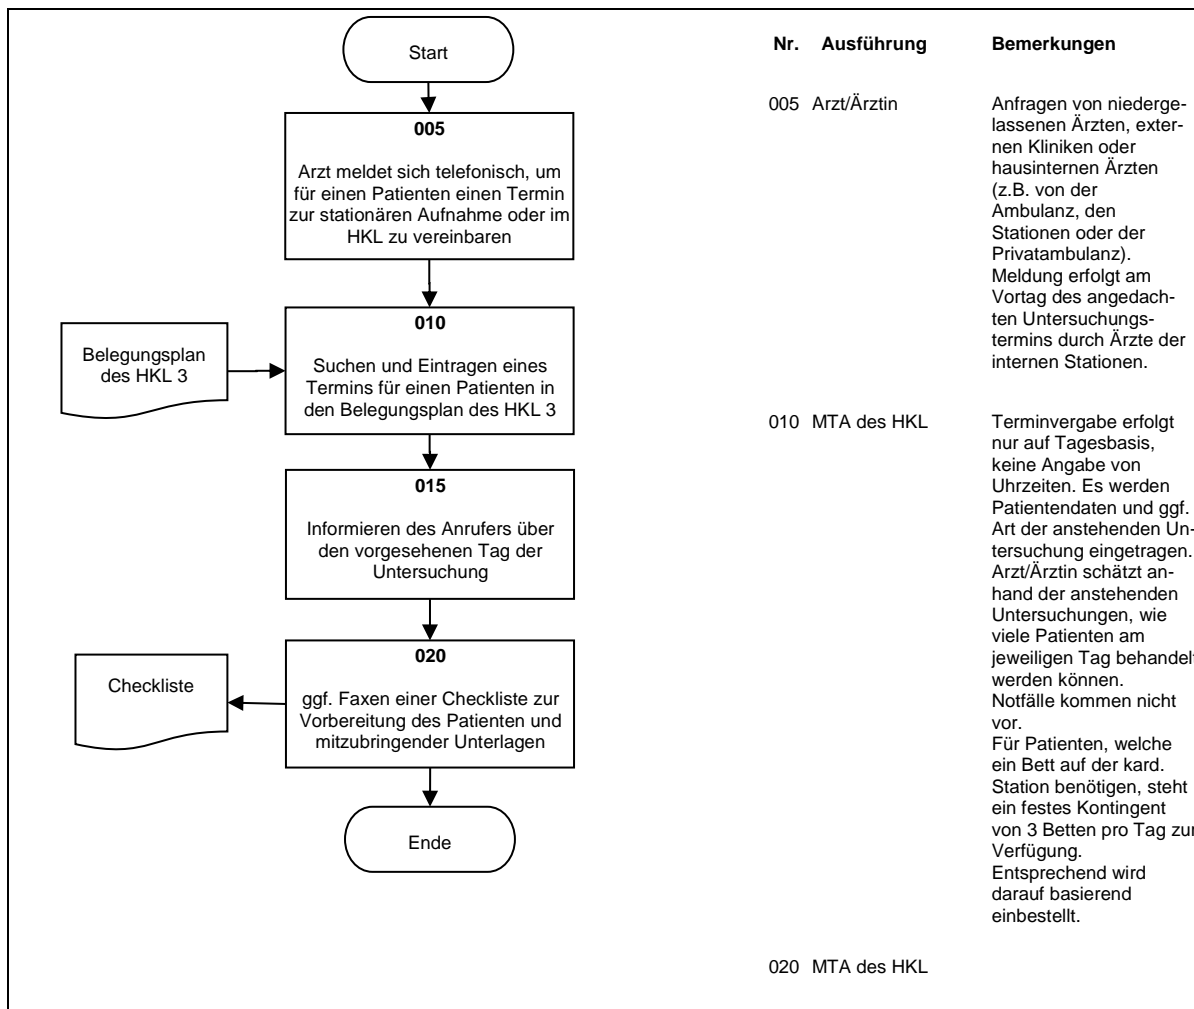 Start
005
Arzt meldet sich telefonisch, um
für einen Patienten einen Termin
zur stationären Aufnahme oder im
HKL zu vereinbaren
Belegungsplan
des HKL 3
010
Suchen und Eintragen eines
Termins für einen Patienten in
den Belegungsplan des HKL 3
015
Informieren des Anrufers über
den vorgesehenen Tag der
Untersuchung
Checkliste
020
ggf. Faxen einer Checkliste zur
Vorbereitung des Patienten und
mitzubringender Unterlagen
Ende
Nr. Ausführung Bemerkungen
005 Arzt/Ärztin Anfragen von niederge-
lassenen Ärzten, exter-
nen Kliniken oder
hausinternen Ärzten
(z.B. von der
Ambulanz, den
Stationen oder der
Privatambulanz).
Meldung erfolgt am
Vortag des angedach-
ten Untersuchungs-
termins durch Ärzte der
internen Stationen.
010 MTA des HKL Terminvergabe erfolgt
nur auf Tagesbasis,
keine Angabe von
Uhrzeiten. Es werden
Patientendaten und ggf.
Art der anstehenden Un-
tersuchung eingetragen.
Arzt/Ärztin schätzt an-
hand der anstehenden
Untersuchungen, wie
viele Patienten am
jeweiligen Tag behandelt
werden können.
Notfälle kommen nicht
vor.
Für Patienten, welche
ein Bett auf der kard.
Station benötigen, steht
ein festes Kontingent
von 3 Betten pro Tag zur
Verfügung.
Entsprechend wird
darauf basierend
einbestellt.
020 MTA des HKL